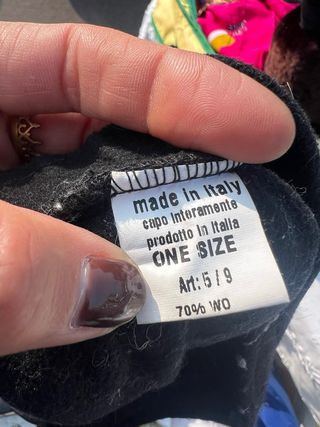 made in Italy
capo interamente
prodotto in Italia
ONE SIZE
Art: 5/9
70% WO